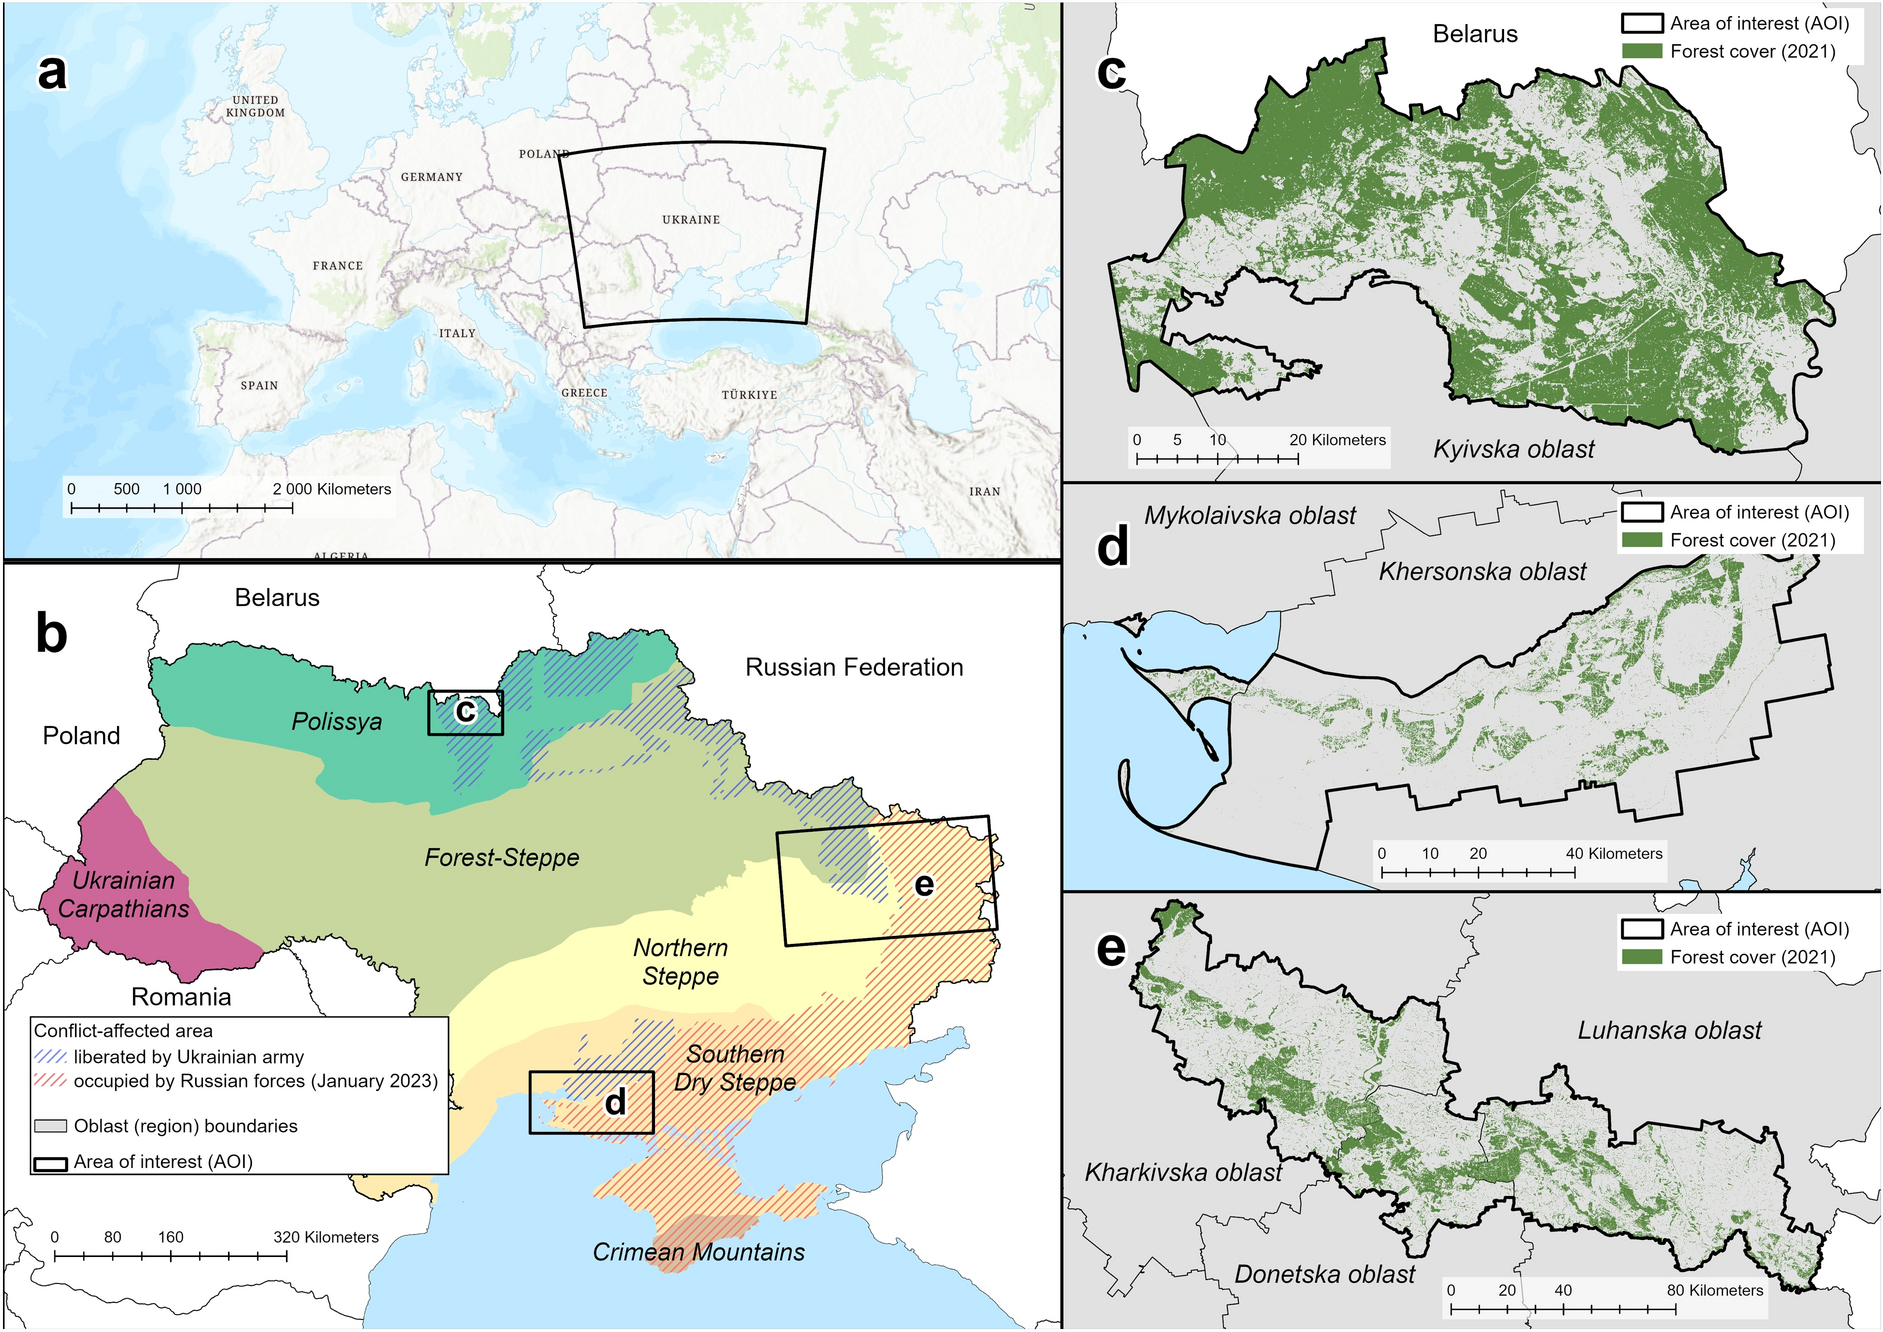 a
UNITED
KINGDOM
POLAND
GERMANY
UKRAINE
FRANCE
ITALY
SPAIN
GREECE
TÜRKIYE
IRAN
ALGERIA
0 500 1 000 2 000 Kilometers
b
Belarus
Russian Federation
Poland
Polissya
c
Forest-Steppe
e
Ukrainian
Carpathians
Northern
Steppe
Romania
Southern
Dry Steppe
d
Crimean Mountains
Conflict-affected area
liberated by Ukrainian army
occupied by Russian forces (January 2023)
Oblast (region) boundaries
Area of interest (AOI)
0 80 160 320 Kilometers
c
Belarus
Area of interest (AOI)
Forest cover (2021)
0 5 10 20 Kilometers
Kyivska oblast
d
Mykolaivska oblast
Khersonska oblast
Area of interest (AOI)
Forest cover (2021)
0 10 20 40 Kilometers
e
Area of interest (AOI)
Forest cover (2021)
Luhanska oblast
Kharkivska oblast
Donetska oblast
0 20 40 80 Kilometers